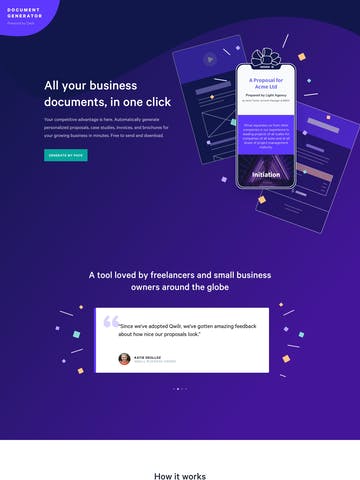 DOCUMENT
GENERATOR
Powered by Qwilr
All your business
documents, in one click
Your competitive advantage is here. Automatically generate
personalized proposals, case studies, invoices, and brochures for
your growing business in minutes. Free to send and download.
GENERATE MY PAGE
A Proposal for
Acme Ltd
Prepared by Light Agency
Initiation
A tool loved by freelancers and small business
owners around the globe
“Since we've adopted Qwilr, we've gotten amazing feedback
about how nice our proposals look."
KATIE SKILLOZ
SMALL BUSINESS OWNER
How it works